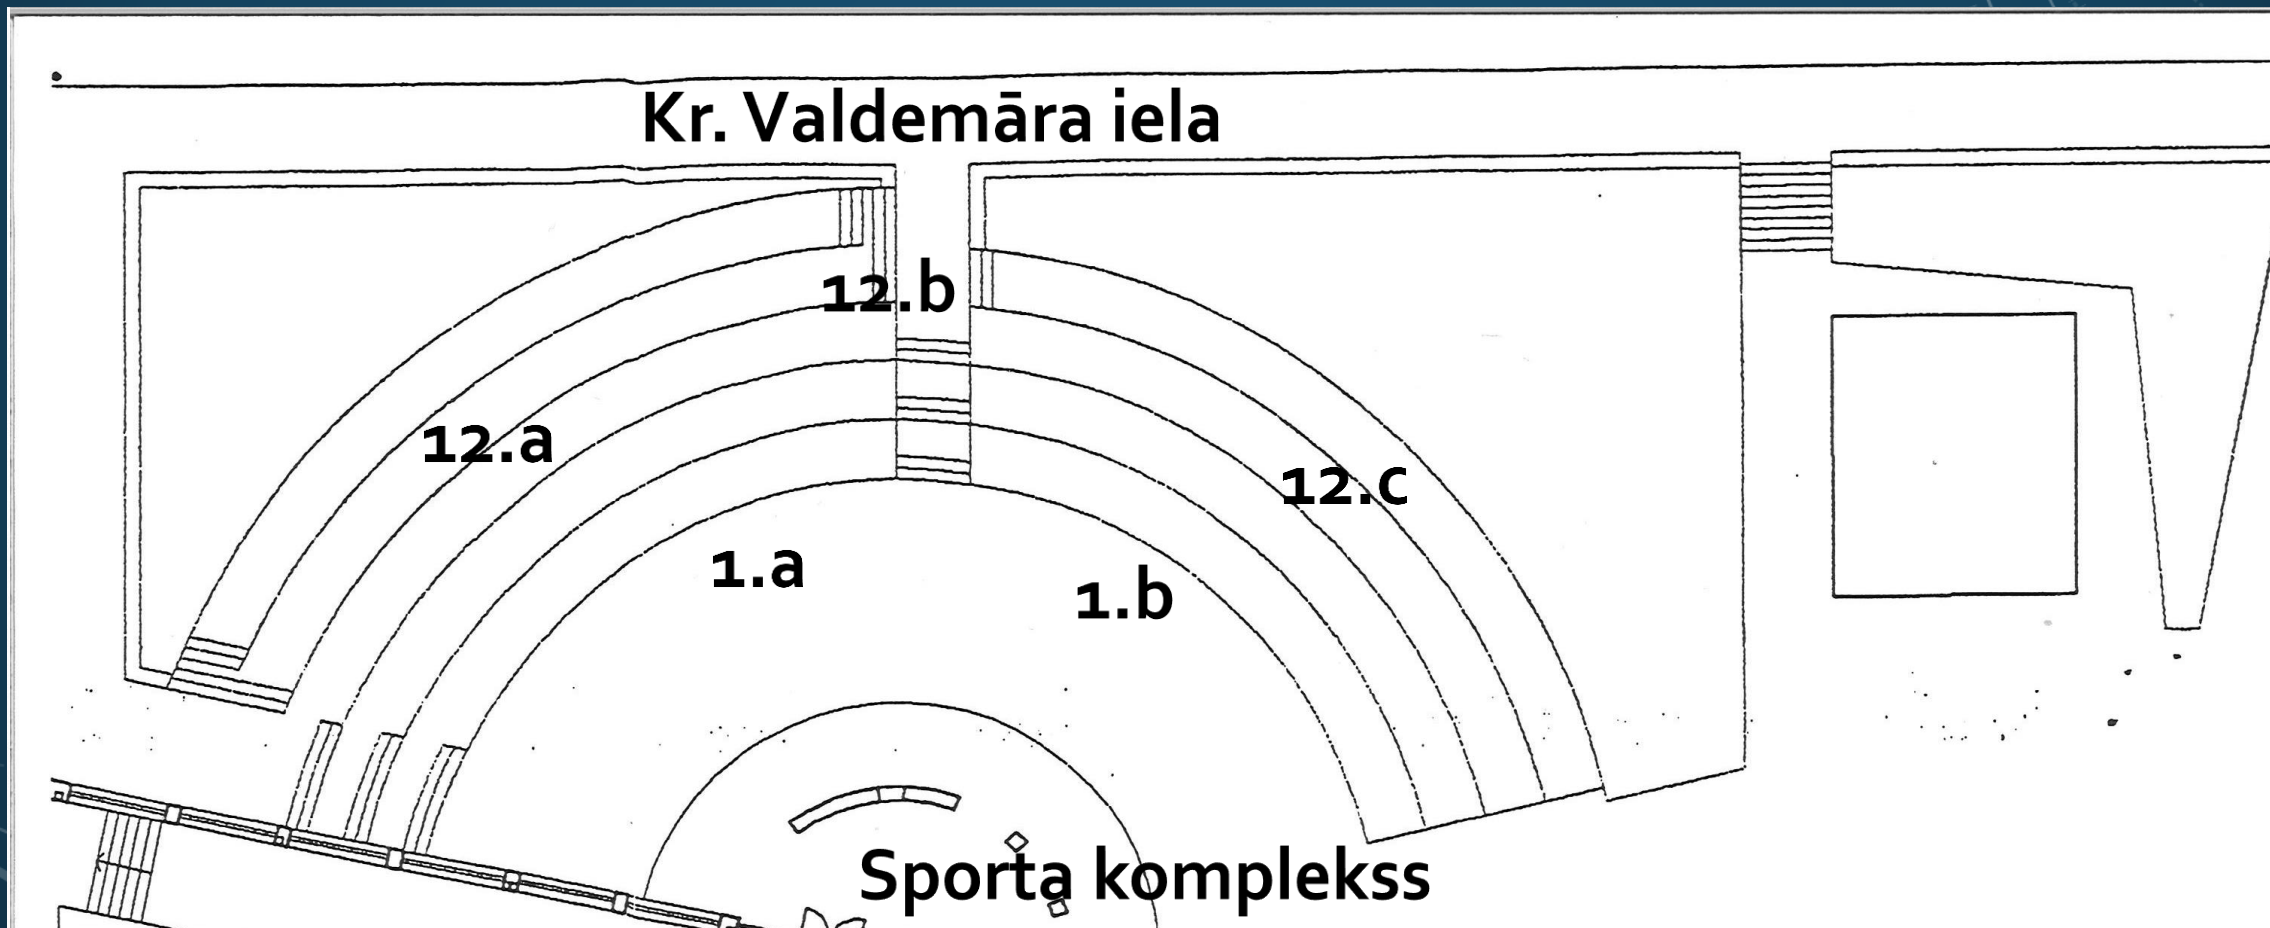 Kr. Valdemāra iela
12.b
12.a
12.c
1.a
1.b
Sporta komplekss